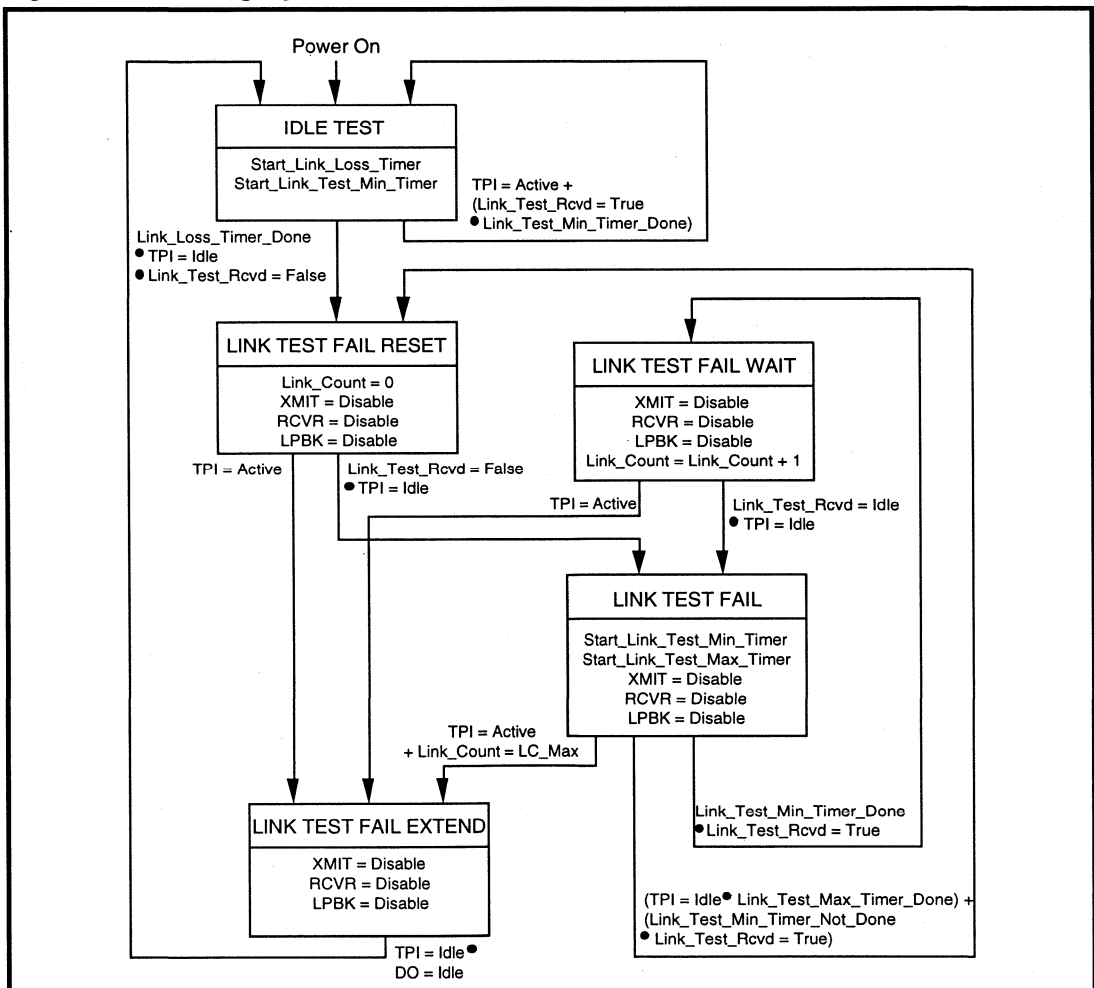 Power On
IDLE TEST
Start_Link_Loss_Timer
Start_Link_Test_Min_Timer
TPI = Active +
(Link_Test_Rcvd = True
● Link_Test_Min_Timer_Done)
Link_Loss_Timer_Done
● TPI = Idle
● Link_Test_Rcvd = False
LINK TEST FAIL RESET
Link_Count = 0
XMIT = Disable
RCVR = Disable
LPBK = Disable
LINK TEST FAIL WAIT
XMIT = Disable
RCVR = Disable
LPBK = Disable
Link_Count = Link_Count + 1
TPI = Active
Link_Test_Rcvd = False
● TPI = Idle
TPI = Active
Link_Test_Rcvd = Idle
● TPI = Idle
LINK TEST FAIL
Start_Link_Test_Min_Timer
Start_Link_Test_Max_Timer
XMIT = Disable
RCVR = Disable
LPBK = Disable
TPI = Active
+ Link_Count = LC_Max
Link_Test_Min_Timer_Done
● Link_Test_Rcvd = True
LINK TEST FAIL EXTEND
XMIT = Disable
RCVR = Disable
LPBK = Disable
(TPI = Idle ● Link_Test_Max_Timer_Done) +
(Link_Test_Min_Timer_Not_Done
● Link_Test_Rcvd = True)
TPI = Idle ●
DO = Idle